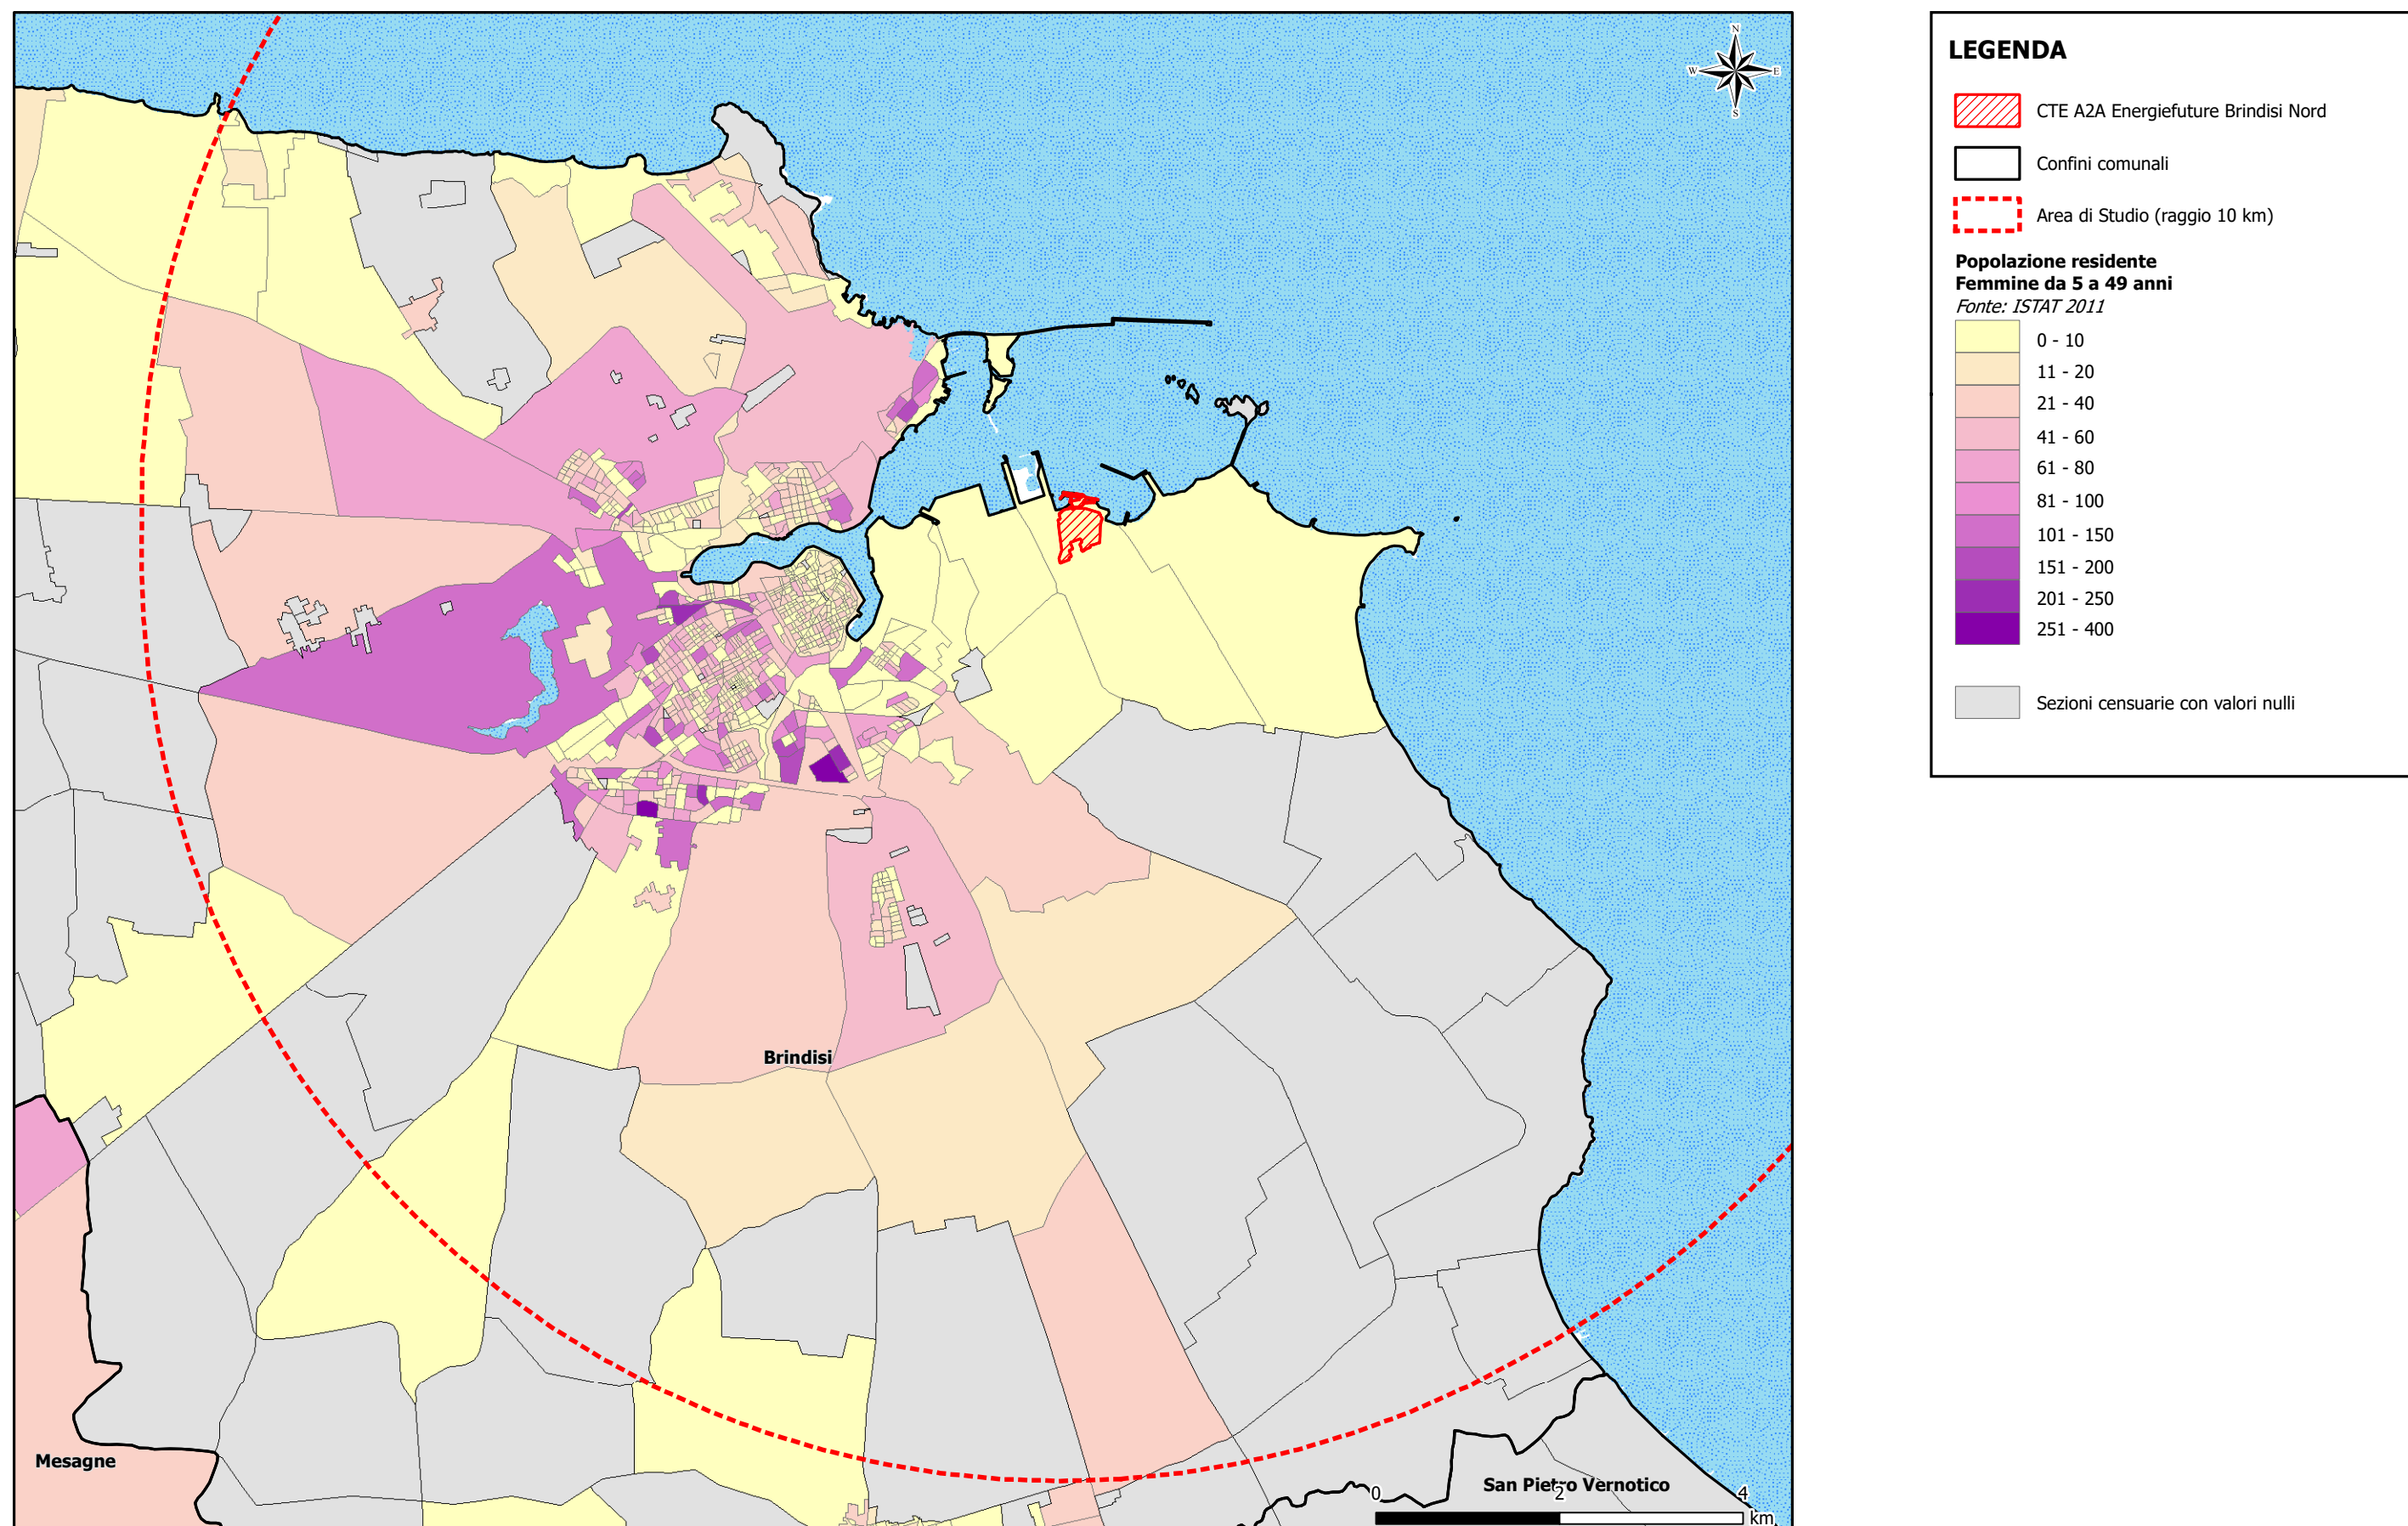 N
W E
S
Brindisi
Mesagne
San Pietro Vernotico
0 2 4
km
LEGENDA
CTE A2A Energiefuture Brindisi Nord
Confini comunali
Area di Studio (raggio 10 km)
Popolazione residente
Femmine da 5 a 49 anni
Fonte: ISTAT 2011
0 - 10
11 - 20
21 - 40
41 - 60
61 - 80
81 - 100
101 - 150
151 - 200
201 - 250
251 - 400
Sezioni censuarie con valori nulli